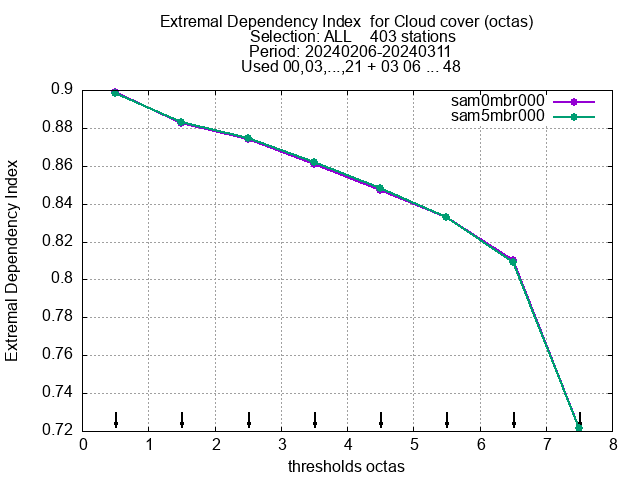 Extremal Dependency Index  for Cloud cover (octas)
Selection: ALL    403 stations
Period: 20240206-20240311
Used 00,03,...,21 + 03 06 ... 48
sam0mbr000
sam5mbr000
Extremal Dependency Index
0.9
0.88
0.86
0.84
0.82
0.8
0.78
0.76
0.74
0.72
0 1 2 3 4 5 6 7 8
thresholds octas